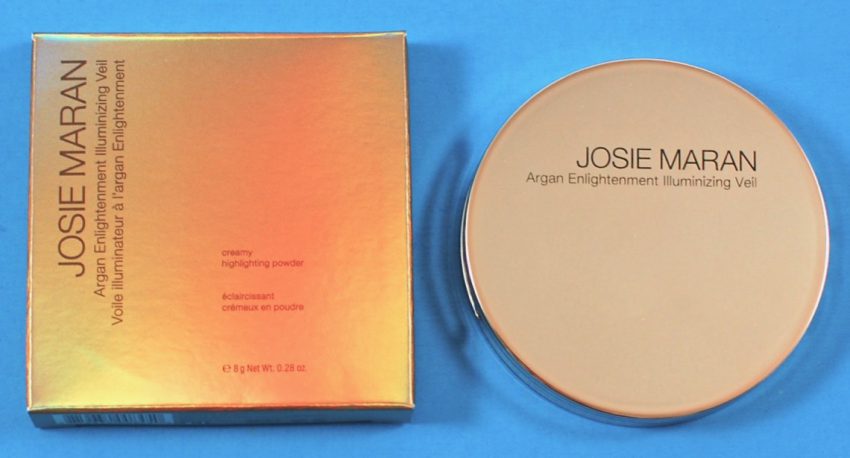 JOSIE MARAN
Argan Enlightenment Illuminizing Veil
Voile illuminateur à l'argan Enlightenment
creamy
highlighting powder
éclaircissant
crémeux en poudre
℮ 8 g Net Wt. 0.28 oz
JOSIE MARAN
Argan Enlightenment Illuminizing Veil